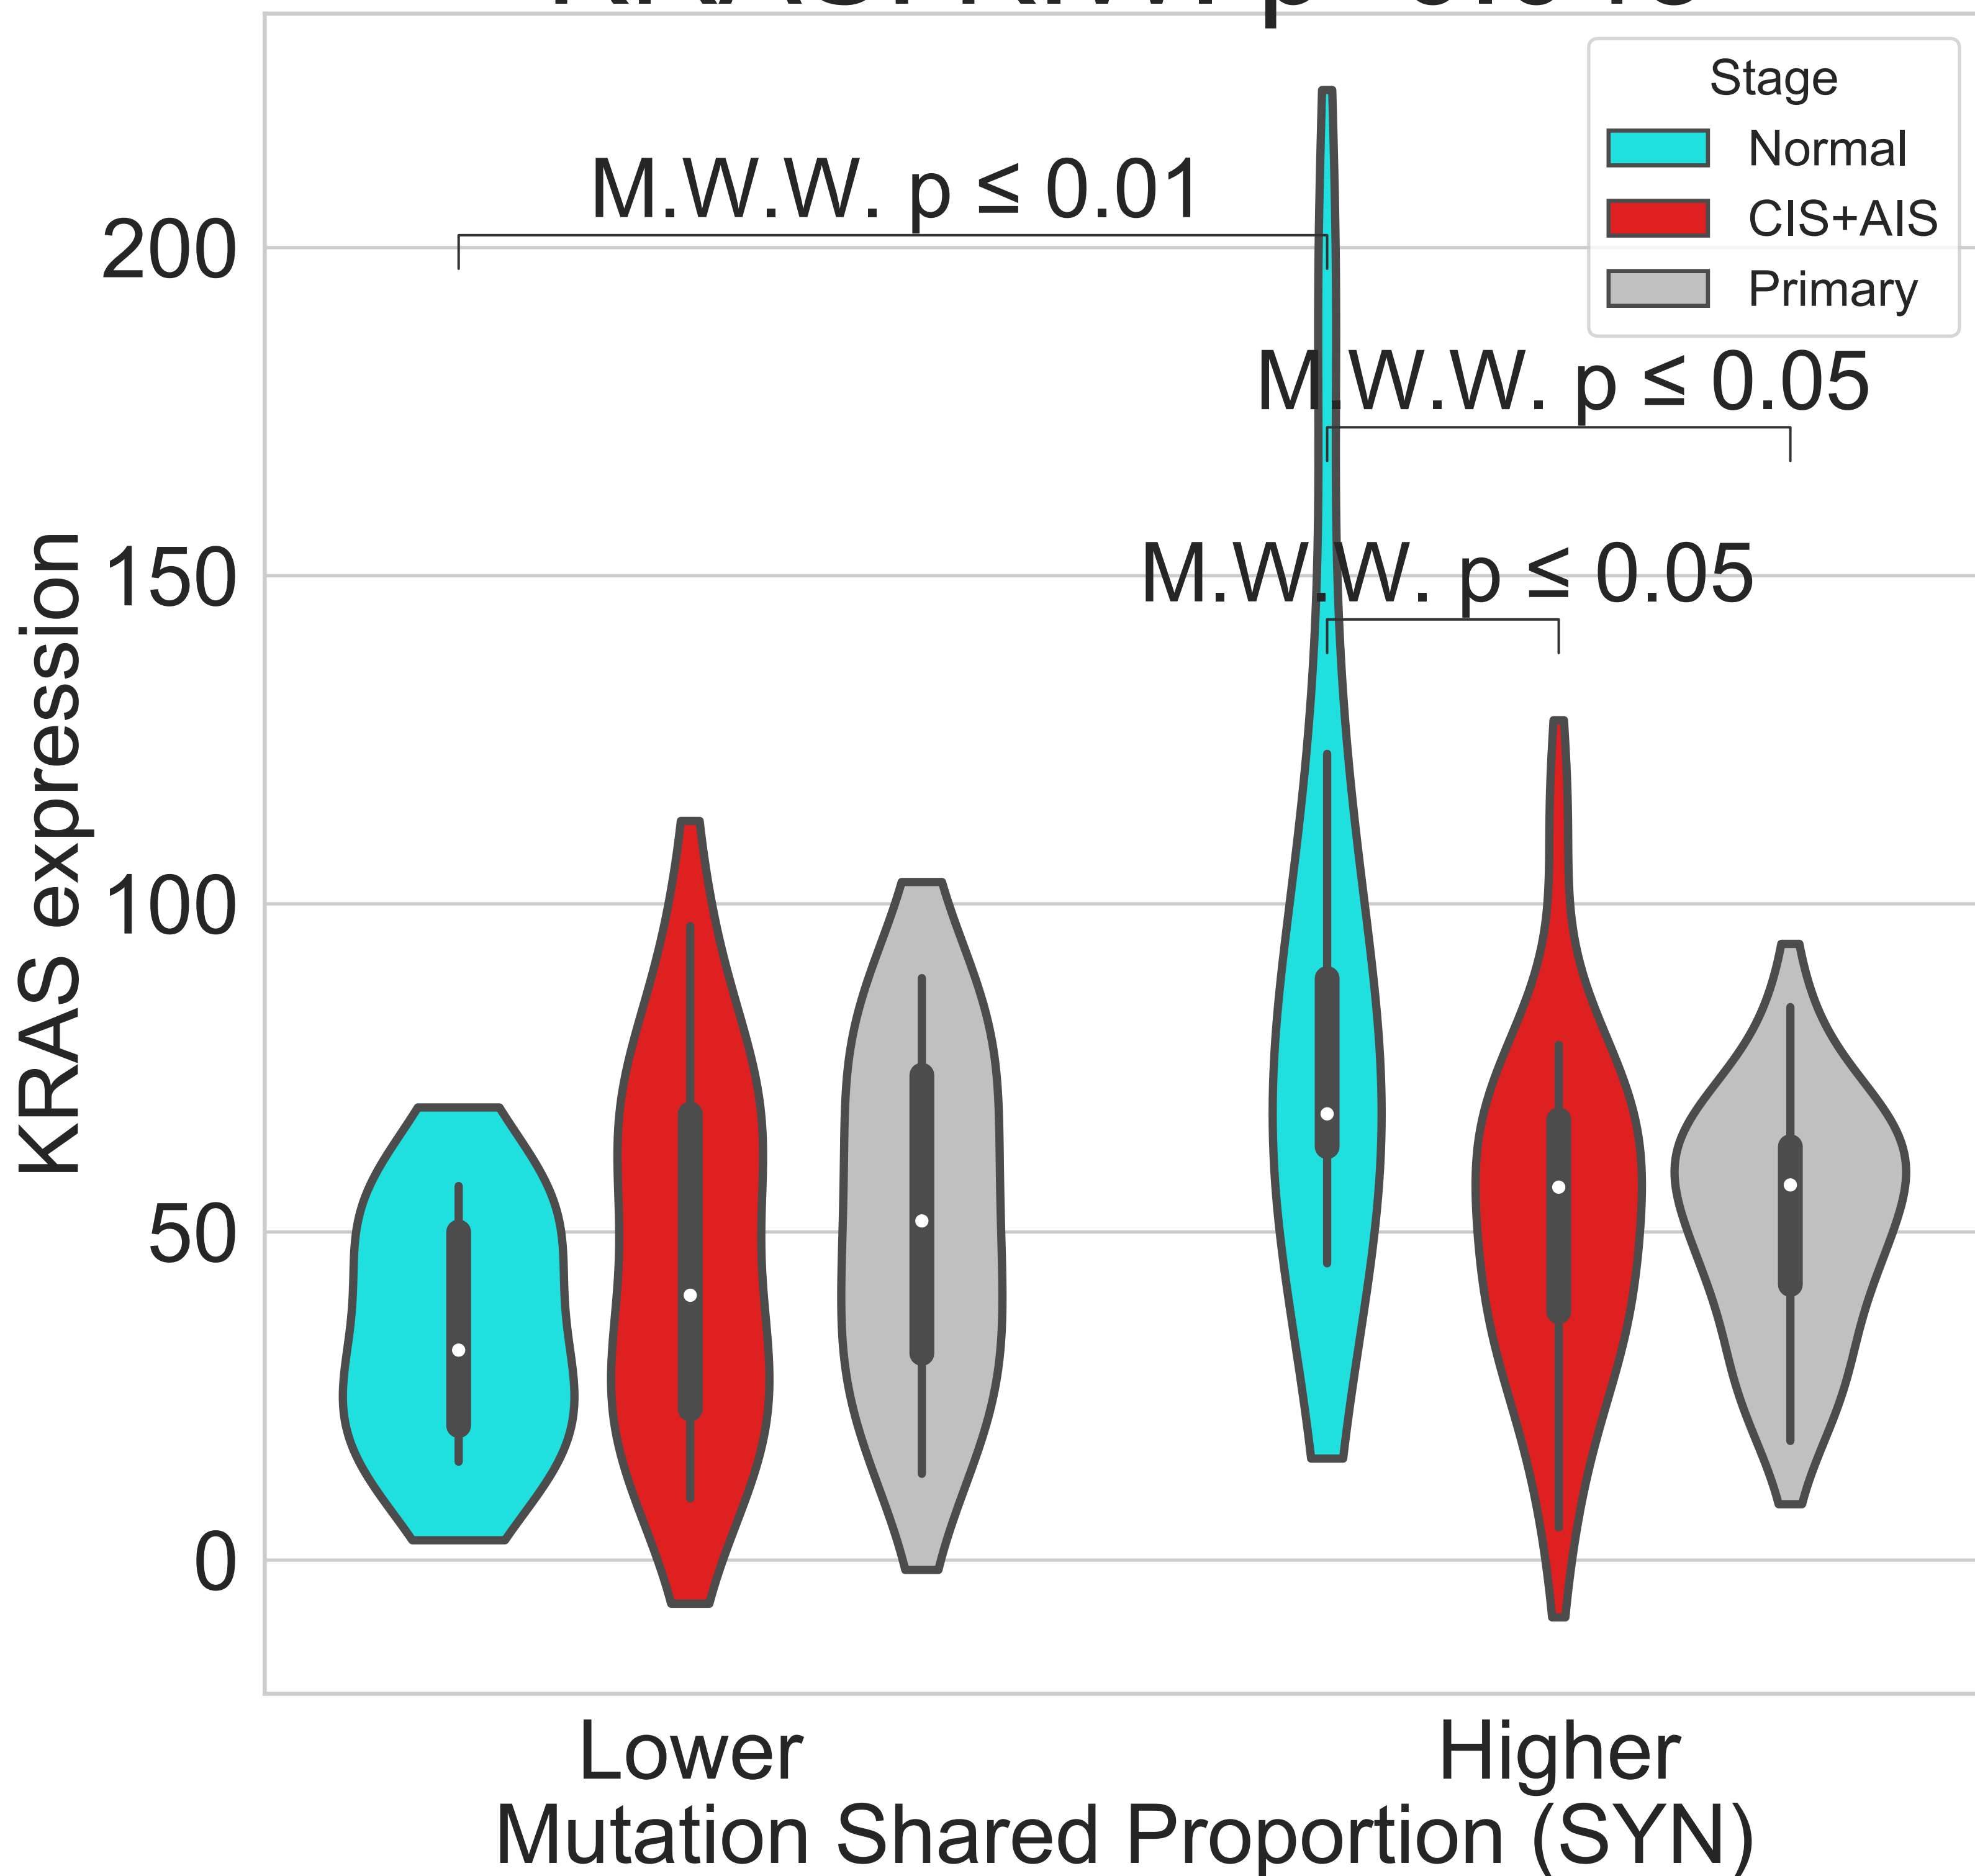 Stage
Normal
CIS+AIS
Primary
M.W.W. p ≤ 0.01
M.W.W. p ≤ 0.05
M.W.W. p ≤ 0.05
KRAS expression
200
150
100
50
0
Lower
Higher
Mutation Shared Proportion (SYN)